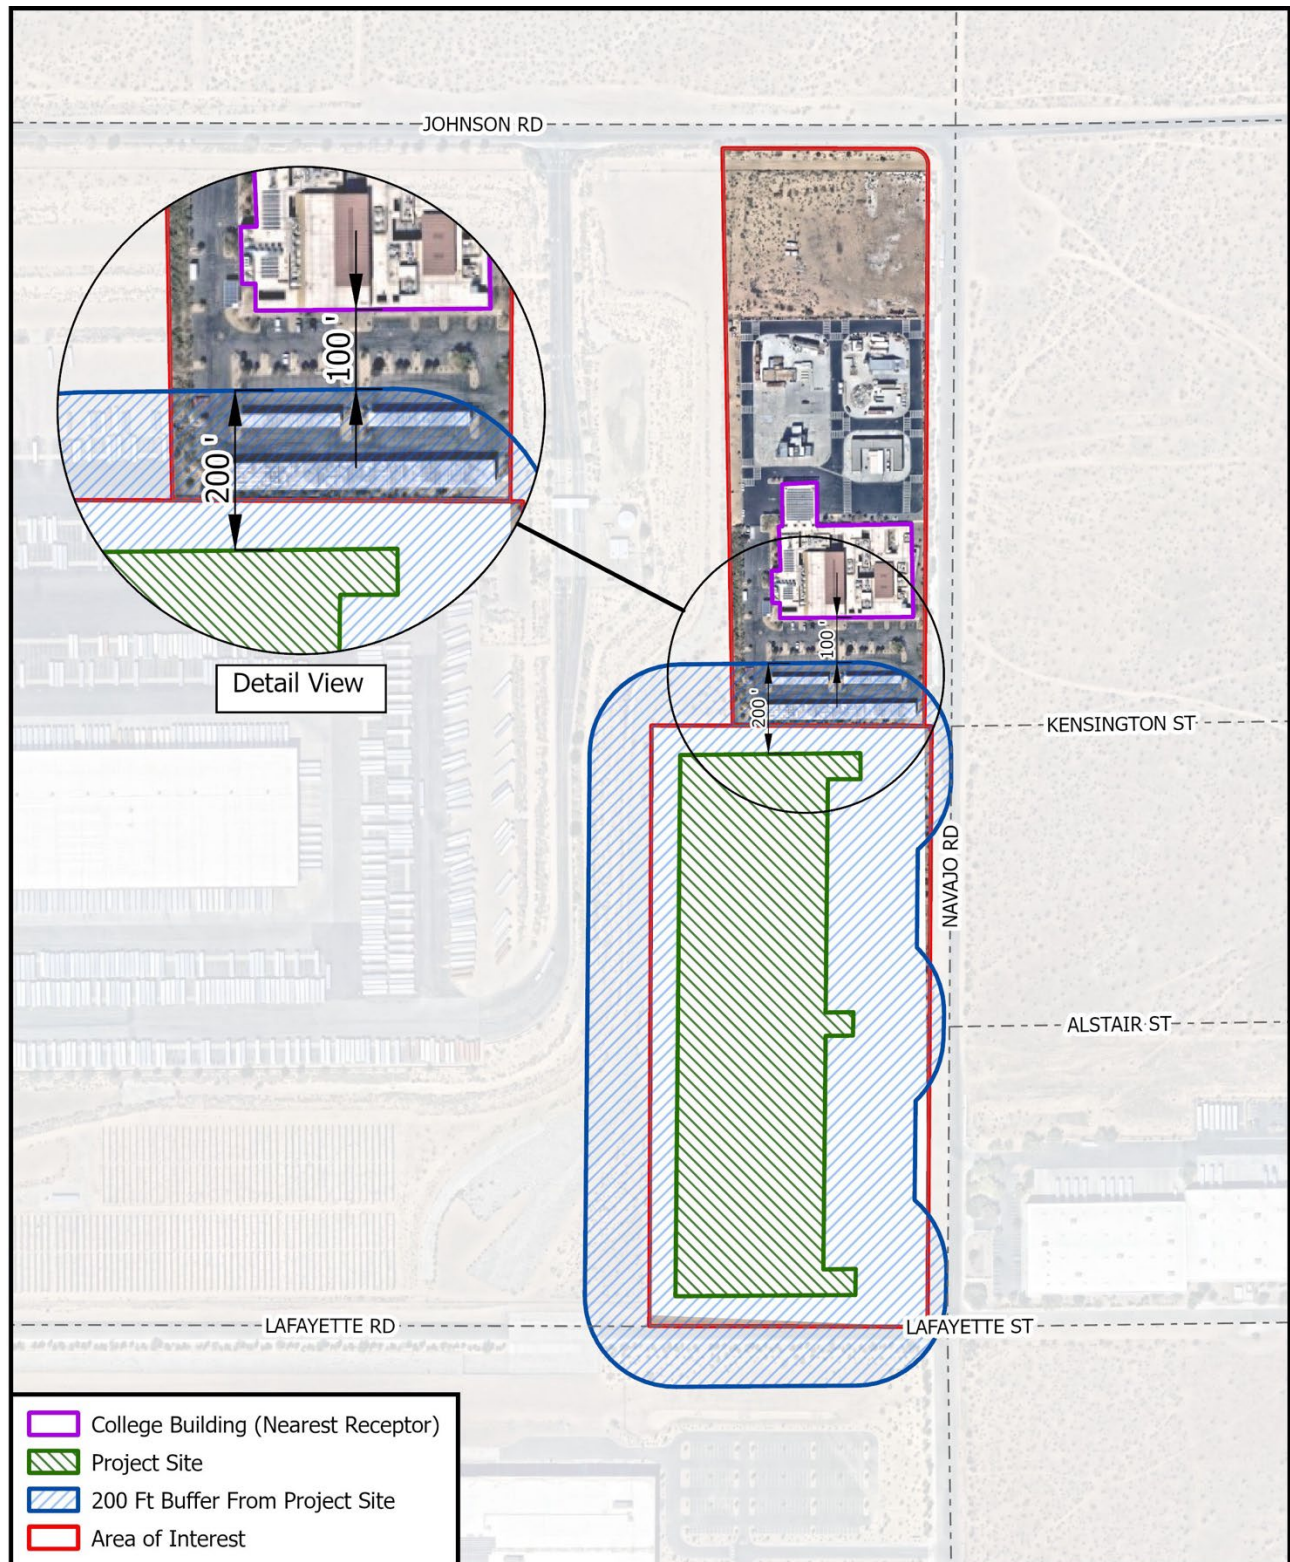 JOHNSON RD
100 '
200 '
Detail View
100 '
200 '
KENSINGTON ST
NAVAJO RD
ALSTAIR ST
LAFAYETTE RD
LAFAYETTE ST
College Building (Nearest Receptor)
Project Site
200 Ft Buffer From Project Site
Area of Interest